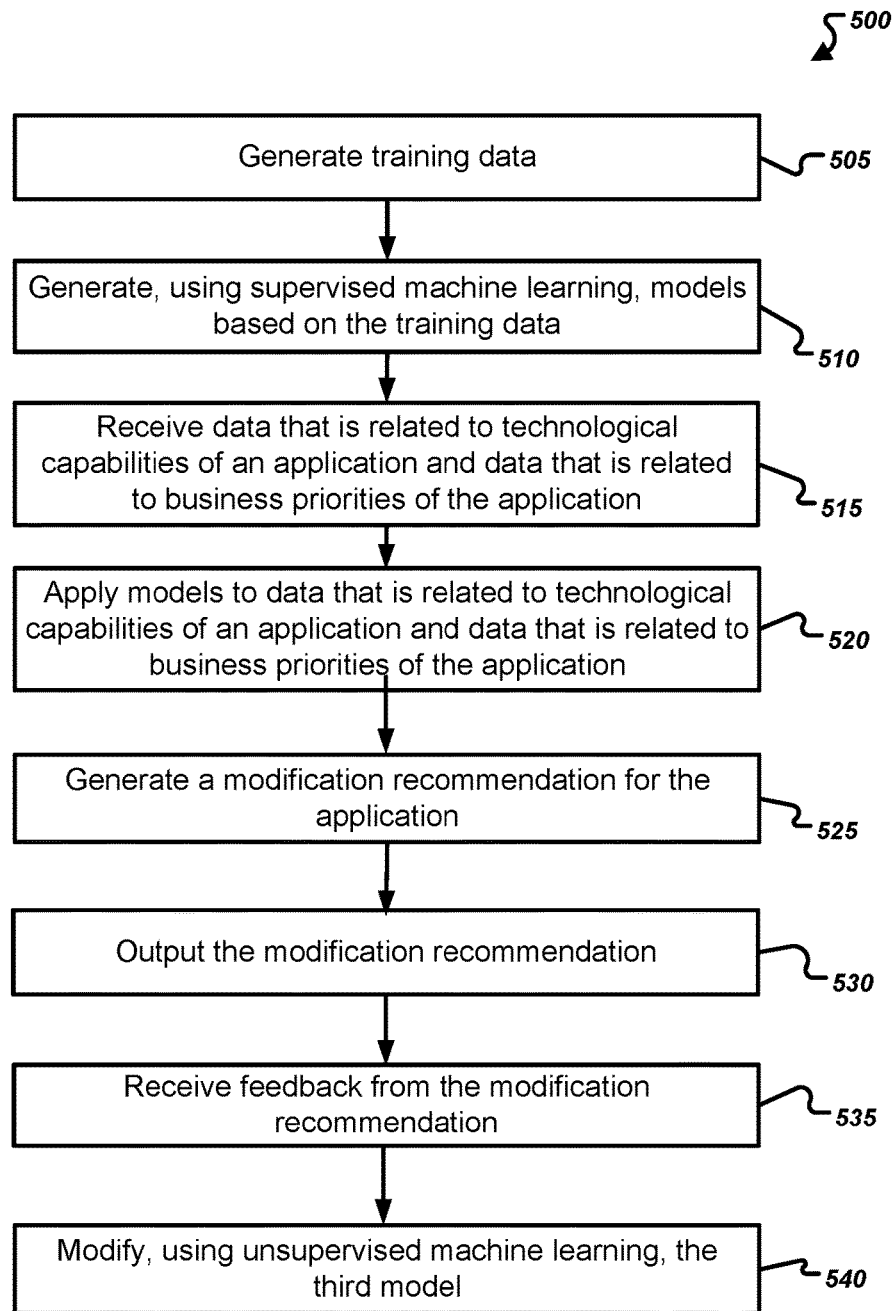 500
Generate training data
505
Generate, using supervised machine learning, models
based on the training data
510
Receive data that is related to technological
capabilities of an application and data that is related
to business priorities of the application
515
Apply models to data that is related to technological
capabilities of an application and data that is related to
business priorities of the application
520
Generate a modification recommendation for the
application
525
Output the modification recommendation
530
Receive feedback from the modification
recommendation
535
Modify, using unsupervised machine learning, the
third model
540